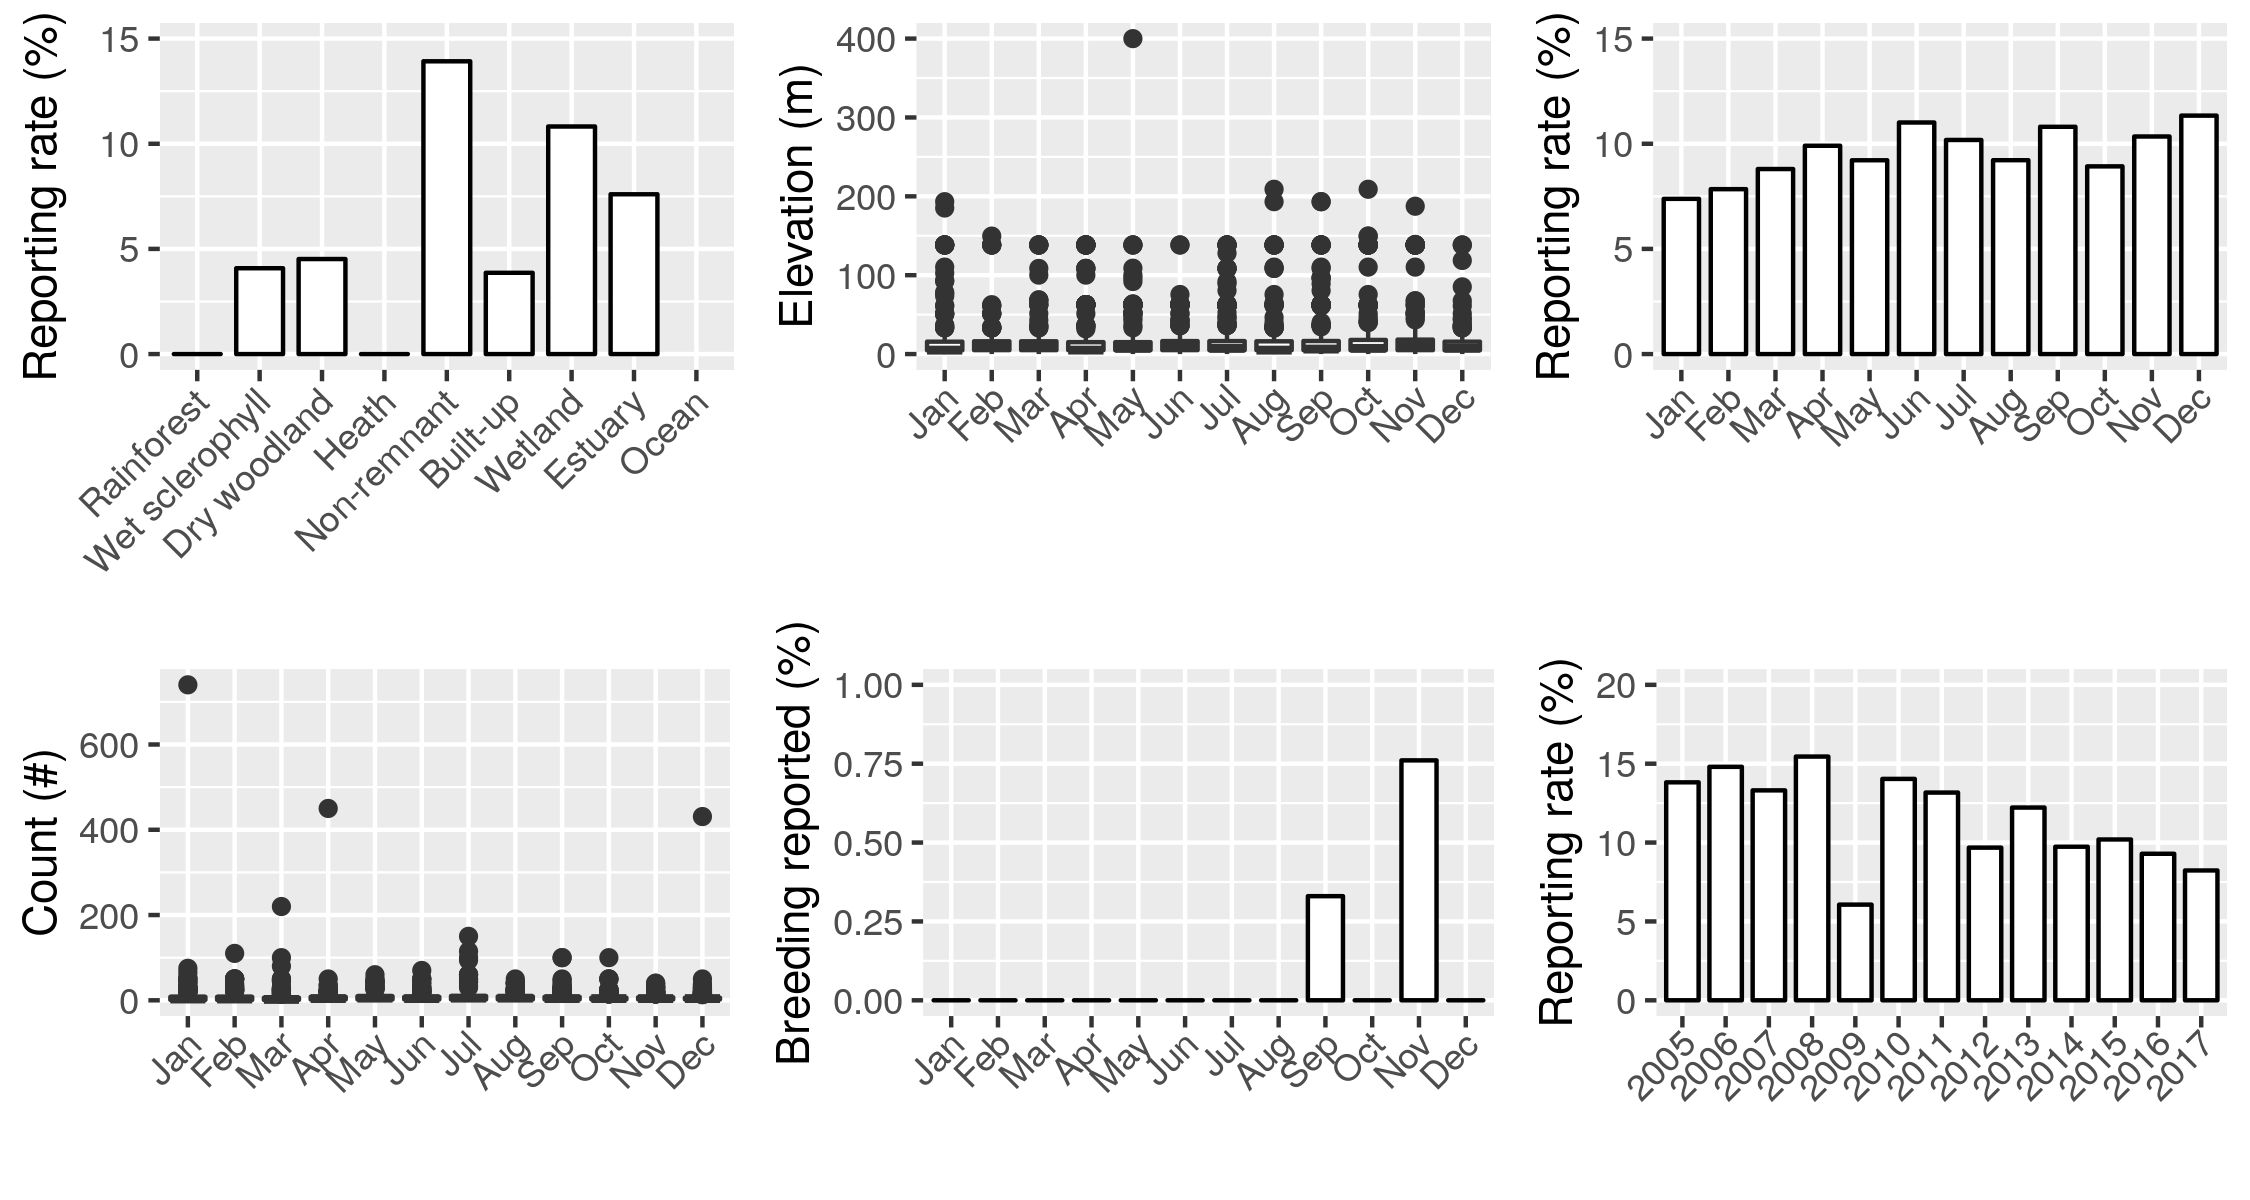 Reporting rate (%)
15
10
5
0
Rainforest
Wet sclerophyll
Dry woodland
Heath
Non-remnant
Built-up
Wetland
Estuary
Ocean
Elevation (m)
400
300
200
100
0
Jan
Feb
Mar
Apr
May
Jun
Jul
Aug
Sep
Oct
Nov
Dec
Reporting rate (%)
15
10
5
0
Jan
Feb
Mar
Apr
May
Jun
Jul
Aug
Sep
Oct
Nov
Dec
Count (#)
600
400
200
0
Jan
Feb
Mar
Apr
May
Jun
Jul
Aug
Sep
Oct
Nov
Dec
Breeding reported (%)
1.00
0.75
0.50
0.25
0.00
Jan
Feb
Mar
Apr
May
Jun
Jul
Aug
Sep
Oct
Nov
Dec
Reporting rate (%)
20
15
10
5
0
2005
2006
2007
2008
2009
2010
2011
2012
2013
2014
2015
2016
2017